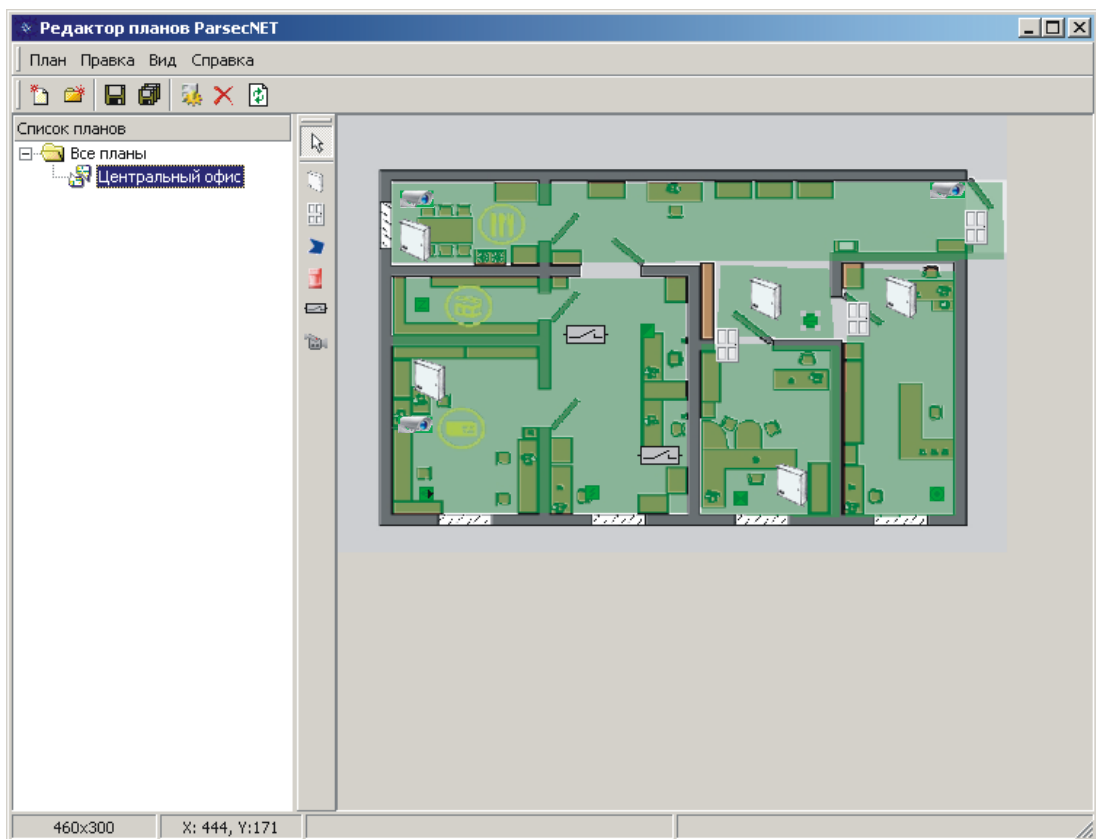 Редактор планов ParsecNET
План Правка Вид Справка
Список планов
Все планы
Центральный офис
460x300
X: 444, Y:171